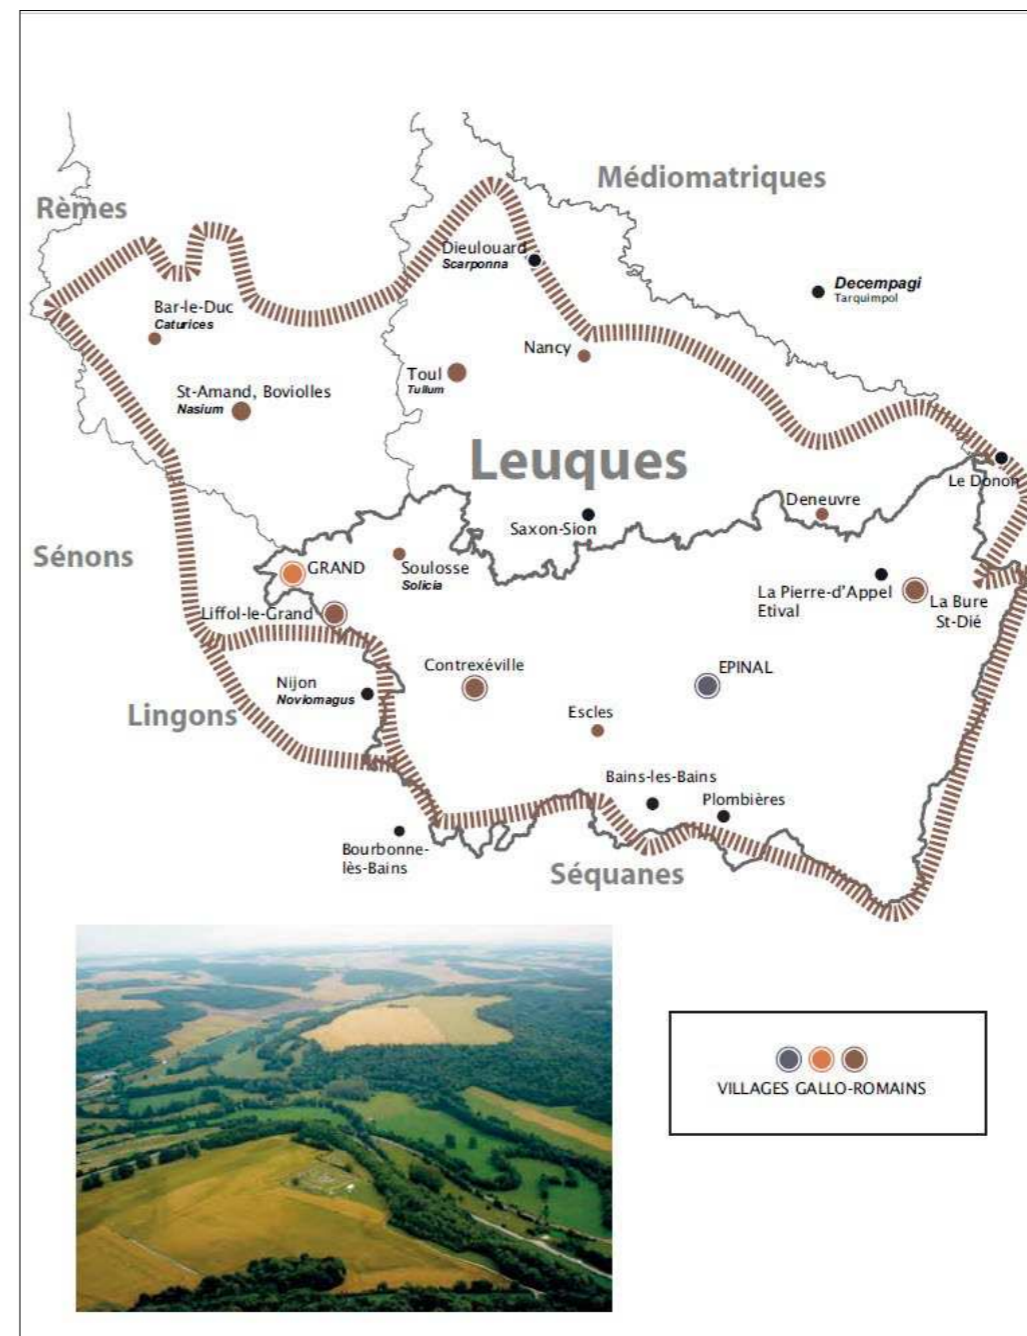 Médiomatriques
Rèmes
Dieulouard
Scarponna
Decempagi
Tarquimpol
Bar-le-Duc
Caturices
Nancy
Toul
Tullum
St-Amand, Boviolles
Nasium
Leuques
Le Donon
Deneuvre
Saxon-Sion
Sénons
GRAND
Soulosse
Solicia
La Pierre-d'Appel
Etival
La Bure
St-Dié
Liffol-le-Grand
Contrexéville
EPINAL
Nijon
Noviomagus
Lingons
Escles
Bains-les-Bains
Plombières
Bourbonne-
lès-Bains
Séquanes
VILLAGES GALLO-ROMAINS